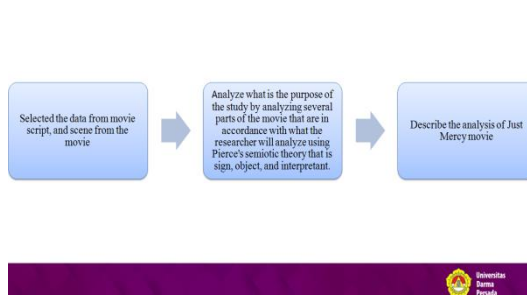 Selected the data from movie
script, and scene from the
movie
Analyze what is the purpose of
the study by analyzing several
parts of the movie that are in
accordance with what the
researcher will analyze using
Pierce's semiotic theory that is
sign, object, and interpretant.
Describe the analysis of Just
Mercy movie
Universitas
Darma
Persada